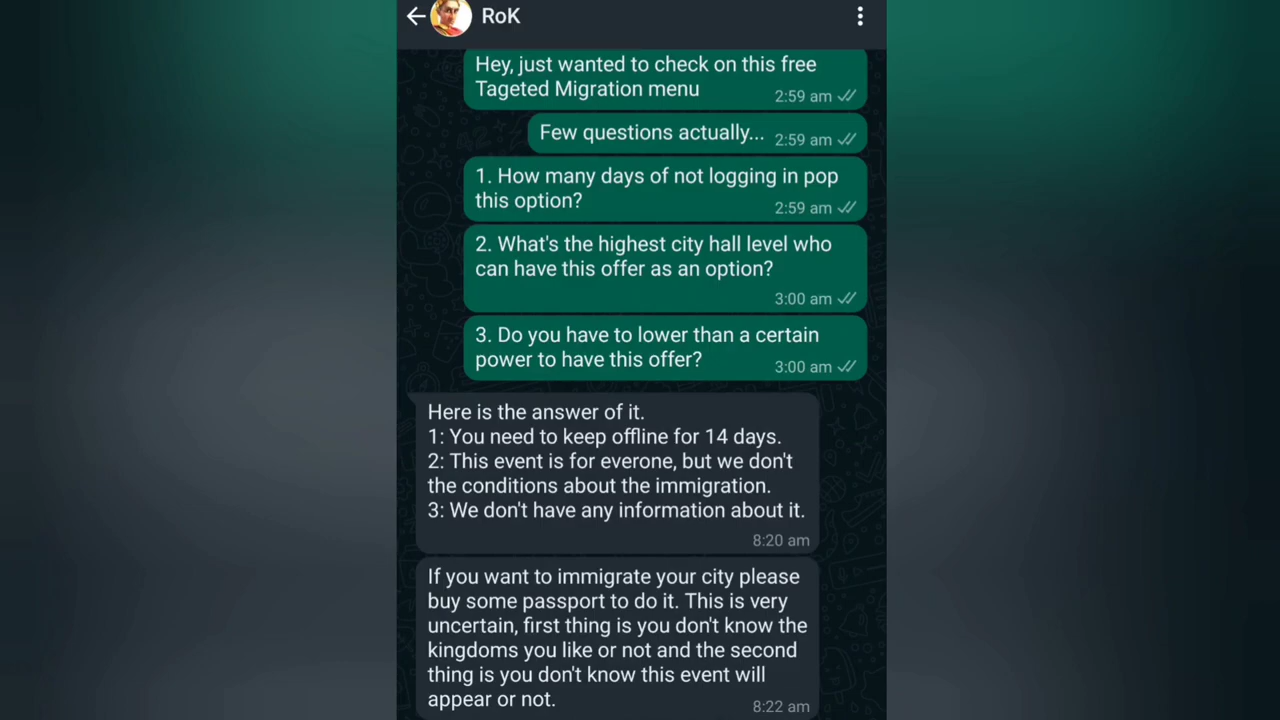 RoK
Hey, just wanted to check on this free
Tageted Migration menu
2:59 am
Few questions actually...
2:59 am
1. How many days of not logging in pop
this option?
2:59 am
2. What's the highest city hall level who
can have this offer as an option?
3:00 am
3. Do you have to lower than a certain
power to have this offer?
3:00 am
Here is the answer of it.
1: You need to keep offline for 14 days.
2: This event is for everone, but we don't
the conditions about the immigration.
3: We don't have any information about it.
8:20 am
If you want to immigrate your city please
buy some passport to do it. This is very
uncertain, first thing is you don't know the
kingdoms you like or not and the second
thing is you don't know this event will
appear or not.
8:22 am